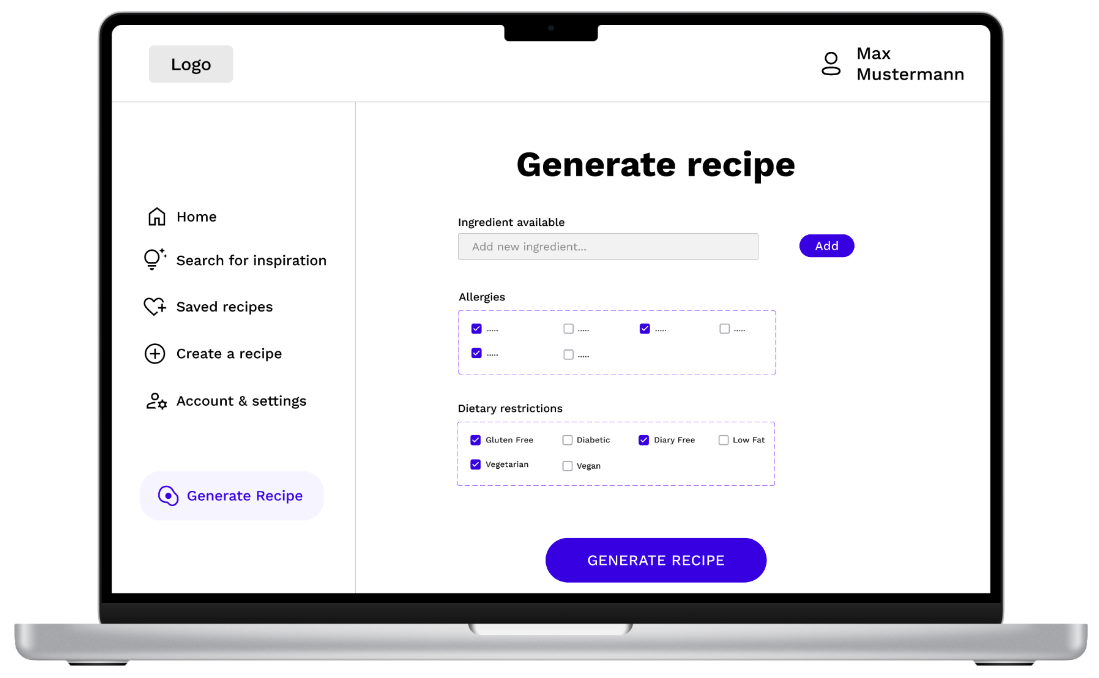 Logo
Max
Mustermann
Home
Search for inspiration
Saved recipes
Create a recipe
Account & settings
Generate Recipe
Generate recipe
Ingredient available
Add new ingredient...
Add
Allergies
..... ..... ..... .....
..... .....
Dietary restrictions
Gluten Free Diabetic Diary Free Low Fat
Vegetarian Vegan
GENERATE RECIPE